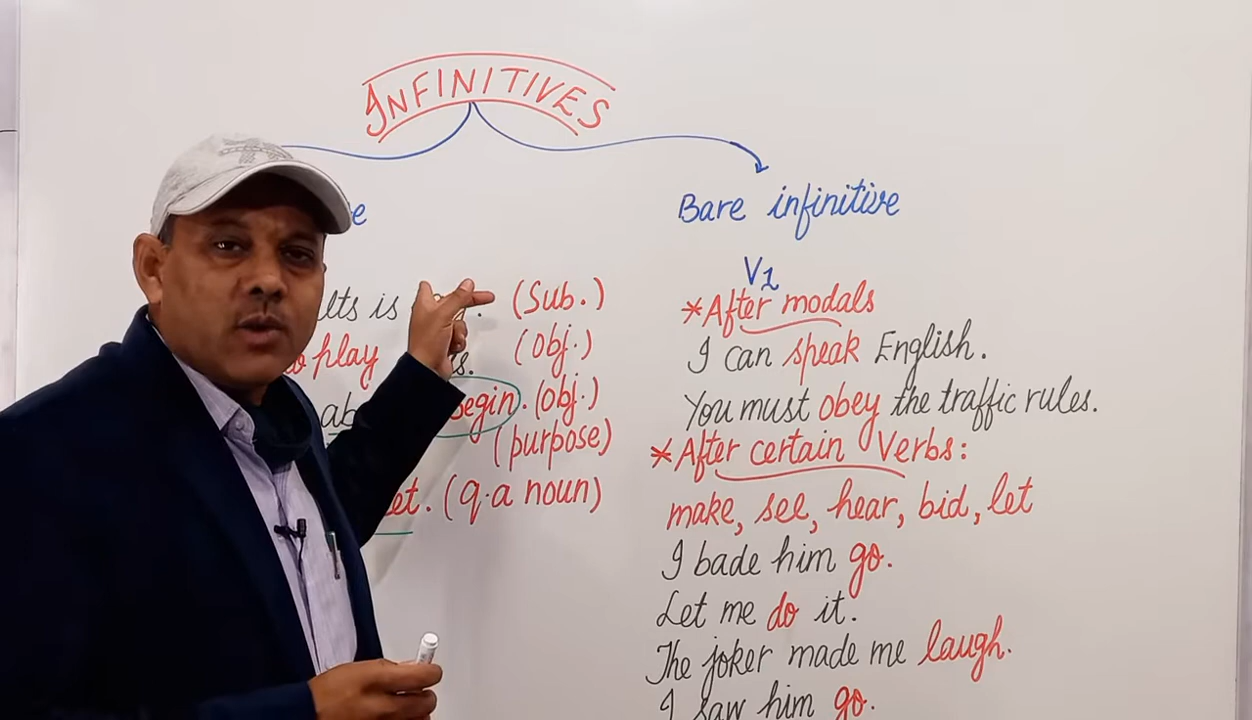 INFINITIVES
Bare infinitive
V1
is (Sub.)
play (obj.)
Begin. (obj.)
(purpose)
(q.a noun)
*After modals
I can speak English.
You must obey the traffic rules.
*After certain Verbs:
make, see, hear, bid, let
I bade him go.
Let me do it.
The joker made me laugh.
I saw him go.